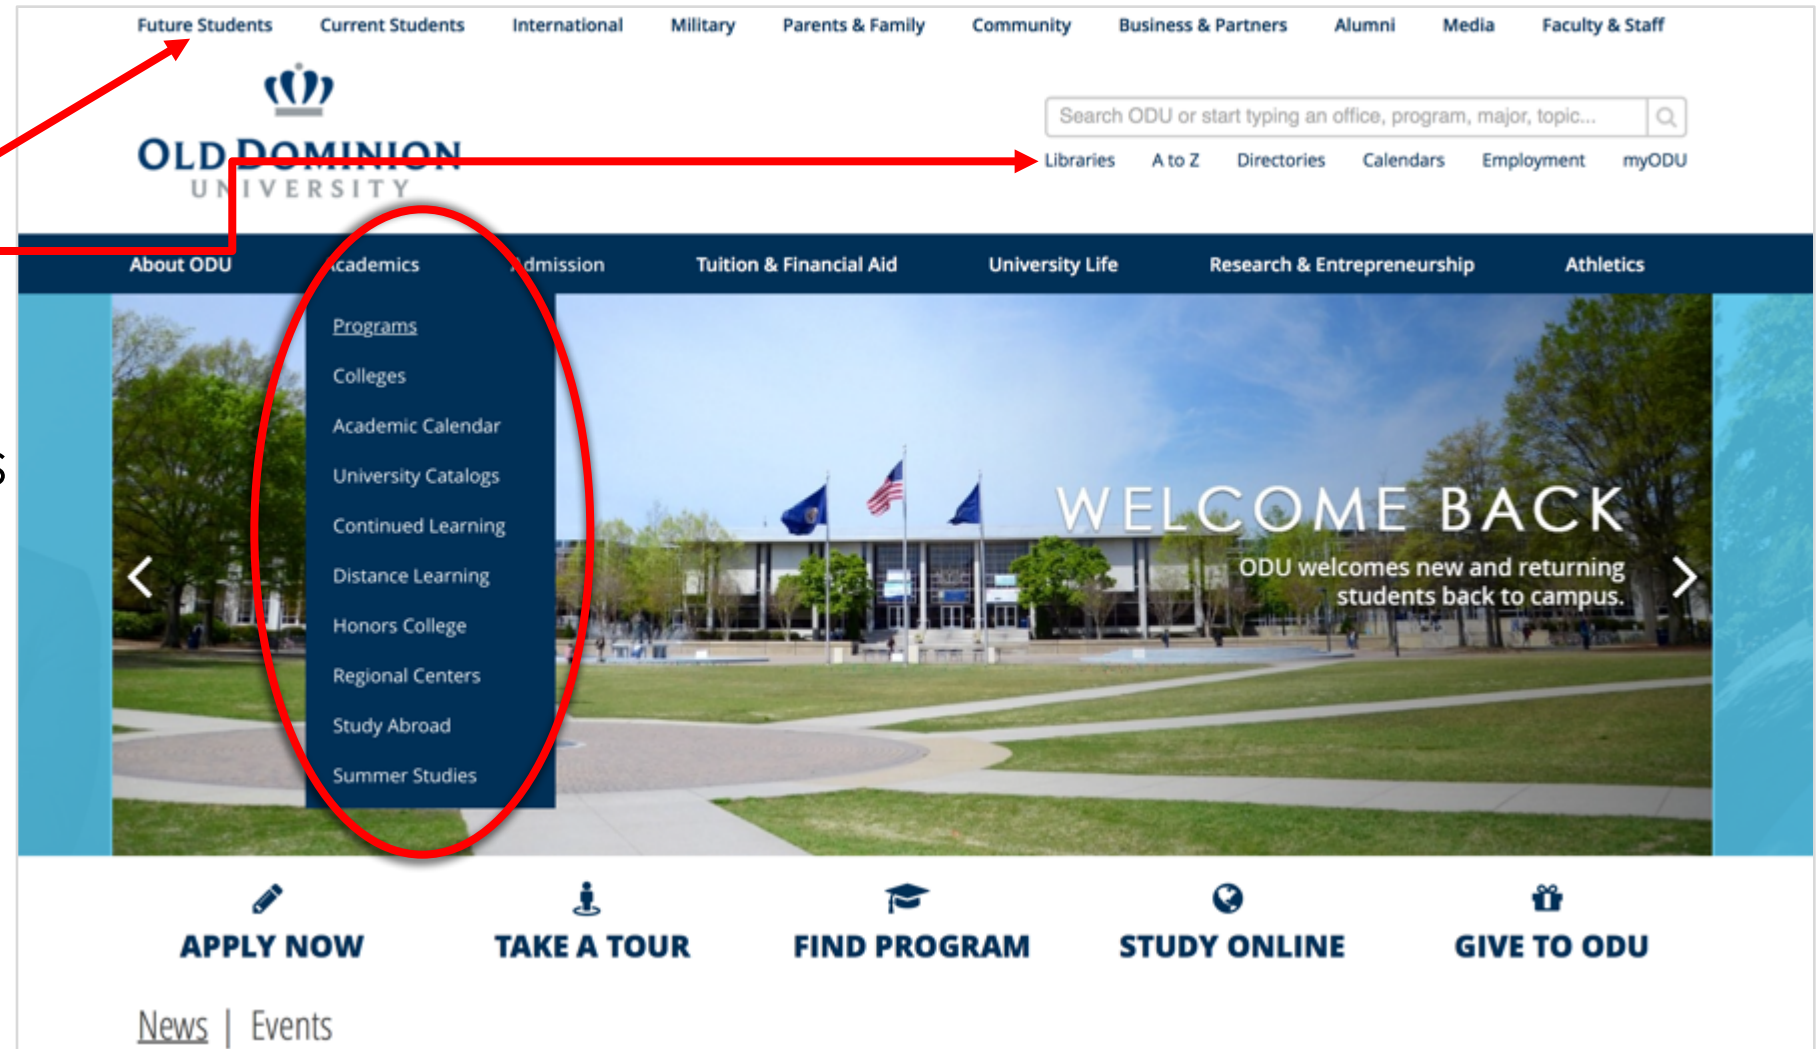 Future Students Current Students International Military Parents & Family Community Business & Partners Alumni Media Faculty & Staff
OLD DOMINION
UNIVERSITY
Search ODU or start typing an office, program, major, topic...
Libraries A to Z Directories Calendars Employment myODU
About ODU Academics Admission Tuition & Financial Aid University Life Research & Entrepreneurship Athletics
Programs
Colleges
Academic Calendar
University Catalogs
Continued Learning
Distance Learning
Honors College
Regional Centers
Study Abroad
Summer Studies
s
WELCOME BACK
ODU welcomes new and returning
students back to campus.
APPLY NOW TAKE A TOUR FIND PROGRAM STUDY ONLINE GIVE TO ODU
News | Events